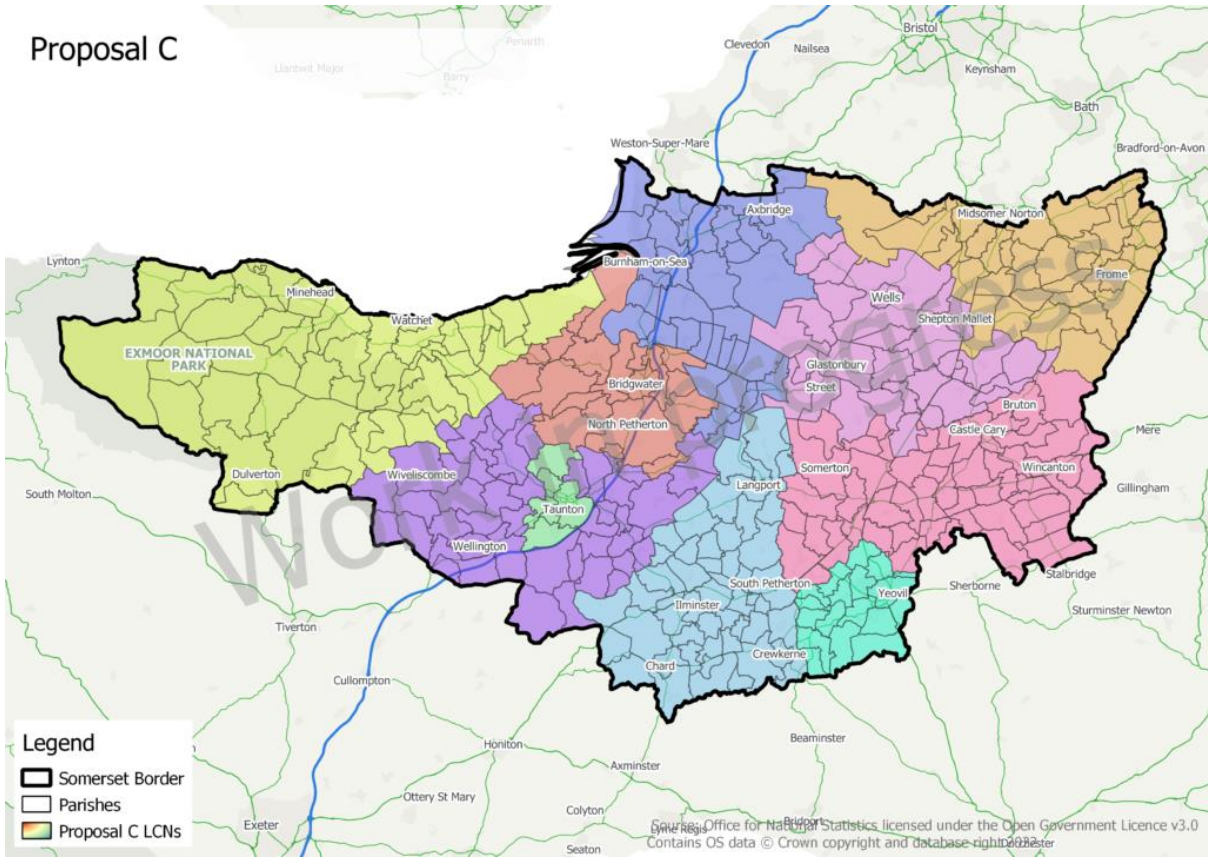 Proposal C
Penarth
Llantwit Major
Barry
Clevedon
Nailsea
Bristol
Keynsham
Bath
Weston-Super-Mare
Bradford-on-Avon
Axbridge
Midsomer Norton
Lynton
Burnham-on-Sea
Frome
Minehead
Wells
Watchet
Shepton Mallet
EXMOOR NATIONAL
PARK
Glastonbury
Bridgwater
Street
Bruton
North Petherton
Castle Cary
Mere
Dulverton
Wiveliscombe
Somerton
Wincanton
South Molton
Langport
Gillingham
Taunton
Wellington
Work in progress
South Petherton
Yeovil
Sherborne
Stalbridge
Ilminster
Sturminster Newton
Tiverton
Crewkerne
Chard
Cullompton
Beaminster
Honiton
Axminster
Legend
Somerset Border
Parishes
Proposal C LCNs
Ottery St Mary
Colyton
Exeter
Lyme Regis
Bridport
Dorchester
Seaton
Source: Office for National Statistics licensed under the Open Government Licence v3.0
Contains OS data © Crown copyright and database right 2022